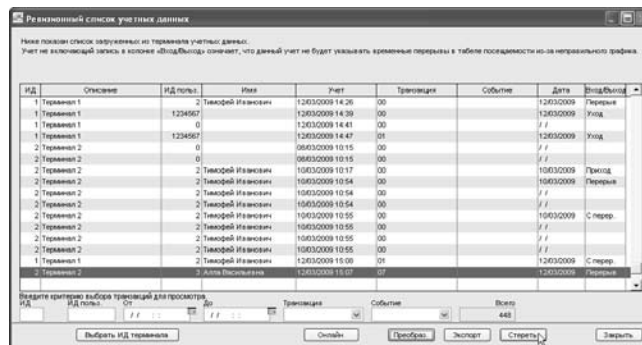 Ревизионный список учетных данных
Ниже показан список загруженных из терминала учетных данных.
Учет не включающий запись в колонке «Вход/Выход» означает, что данный учет не будет указывать временные перерывы в табеле посещаемости из-за неправильного графика.
ИД Описание ИД польз. Имя Учет Транзакция Событие Дата Вход/Выход
1 Терминал 1 2 Тимофей Иванович 12/03/2009 14:26 00 12/03/2009 Перерыв
1 Терминал 1 1234567 12/03/2009 14:39 00 12/03/2009 Уход
1 Терминал 1 0 12/03/2009 14:41 00 / /
1 Терминал 1 1234567 12/03/2009 14:47 01 12/03/2009 Уход
2 Терминал 2 0 08/03/2009 10:15 00 / /
2 Терминал 2 0 08/03/2009 10:15 00 / /
2 Терминал 2 2 Тимофей Иванович 10/03/2009 10:17 00 10/03/2009 Приход
2 Терминал 2 2 Тимофей Иванович 10/03/2009 10:54 00 10/03/2009 Перерыв
2 Терминал 2 2 Тимофей Иванович 10/03/2009 10:54 00 / /
2 Терминал 2 2 Тимофей Иванович 10/03/2009 10:54 00 / /
2 Терминал 2 2 Тимофей Иванович 10/03/2009 10:55 00 10/03/2009 С перер.
2 Терминал 2 2 Тимофей Иванович 10/03/2009 10:55 00 / /
2 Терминал 2 2 Тимофей Иванович 10/03/2009 10:55 00 / /
2 Терминал 2 2 Тимофей Иванович 10/03/2009 10:55 00 / /
1 Терминал 1 2 Тимофей Иванович 12/03/2009 15:08 01 12/03/2009 С перер.
2 Терминал 2 3 Алла Васильевна 12/03/2009 15:07 07 12/03/2009 Перерыв
Введите критерию выбора транзакций для просмотра.
ИД ИД польз. От До Транзакция Событие Всего
/ / : : / / : : 448
Выбрать ИД терминала Онлайн Преобраз. Экспорт Стереть Закрыть